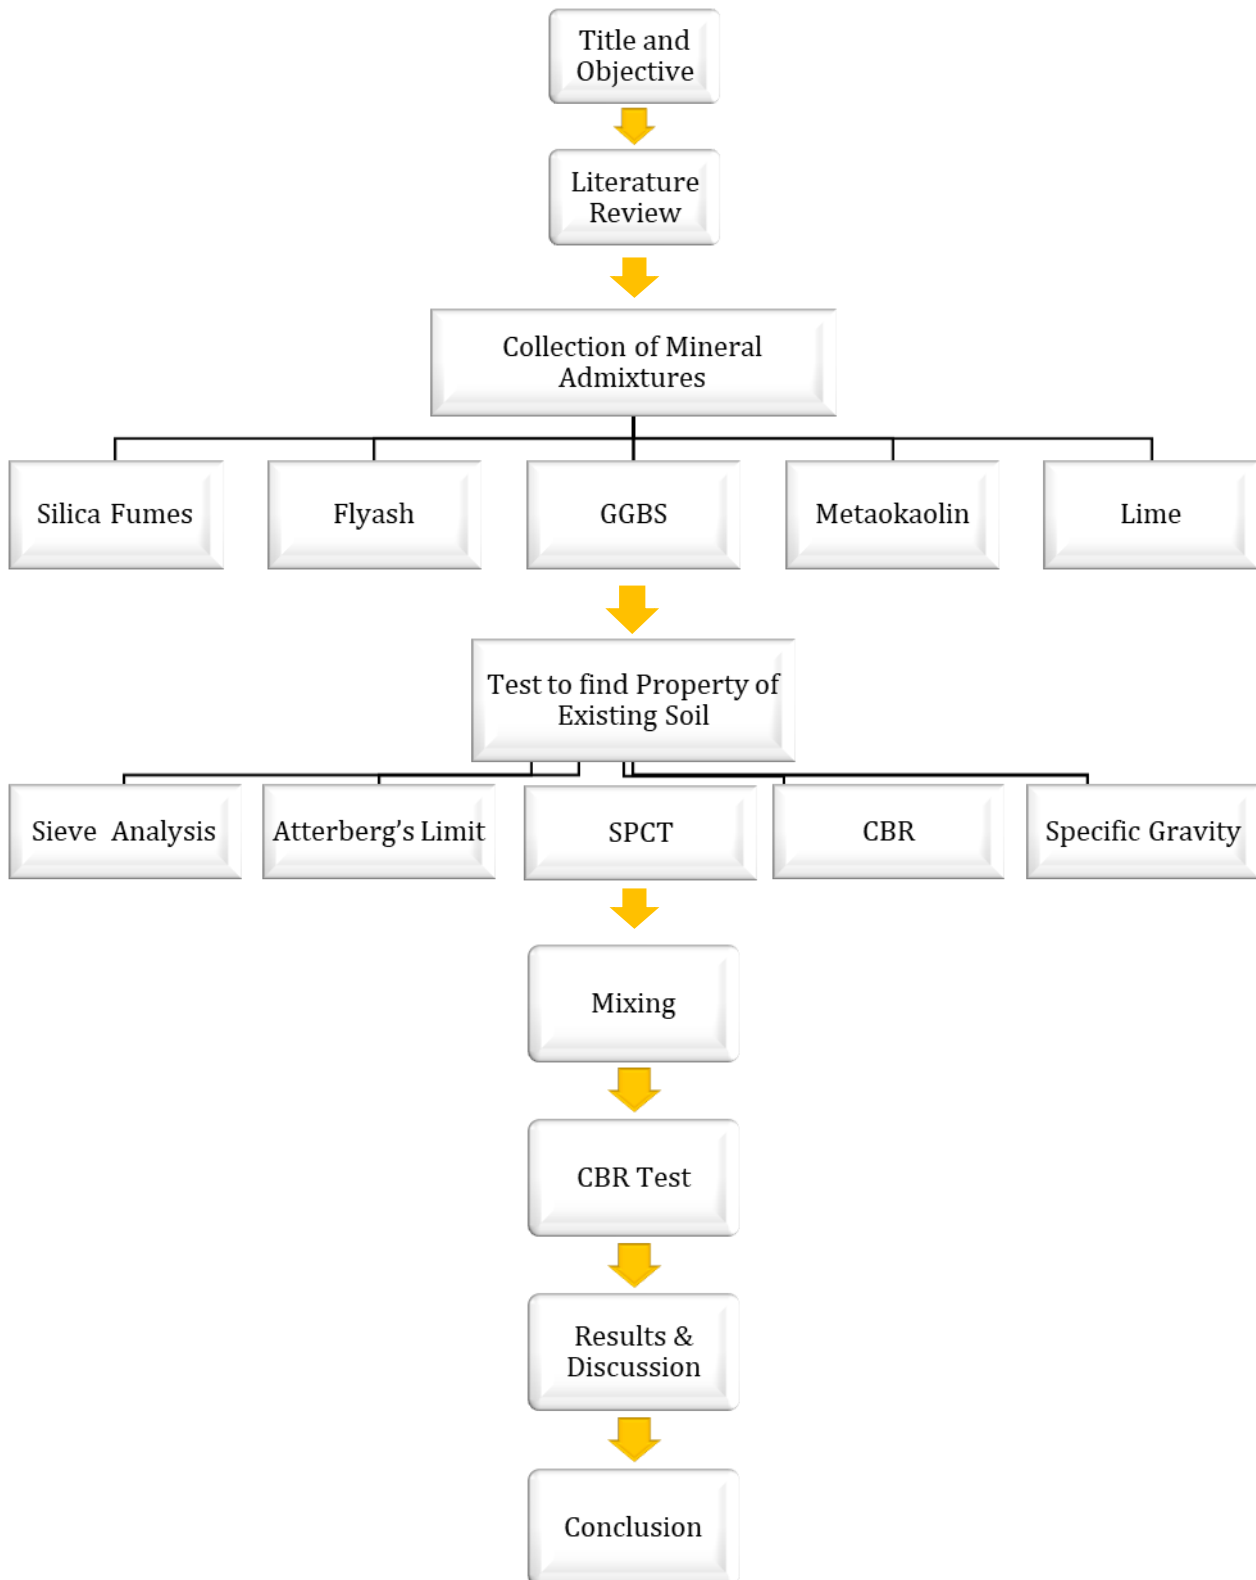 Title and
Objective
Literature
Review
Collection of Mineral
Admixtures
Silica Fumes
Flyash
GGBS
Metaokaolin
Lime
Test to find Property of
Existing Soil
Sieve Analysis
Atterberg's Limit
SPCT
CBR
Specific Gravity
Mixing
CBR Test
Results &
Discussion
Conclusion